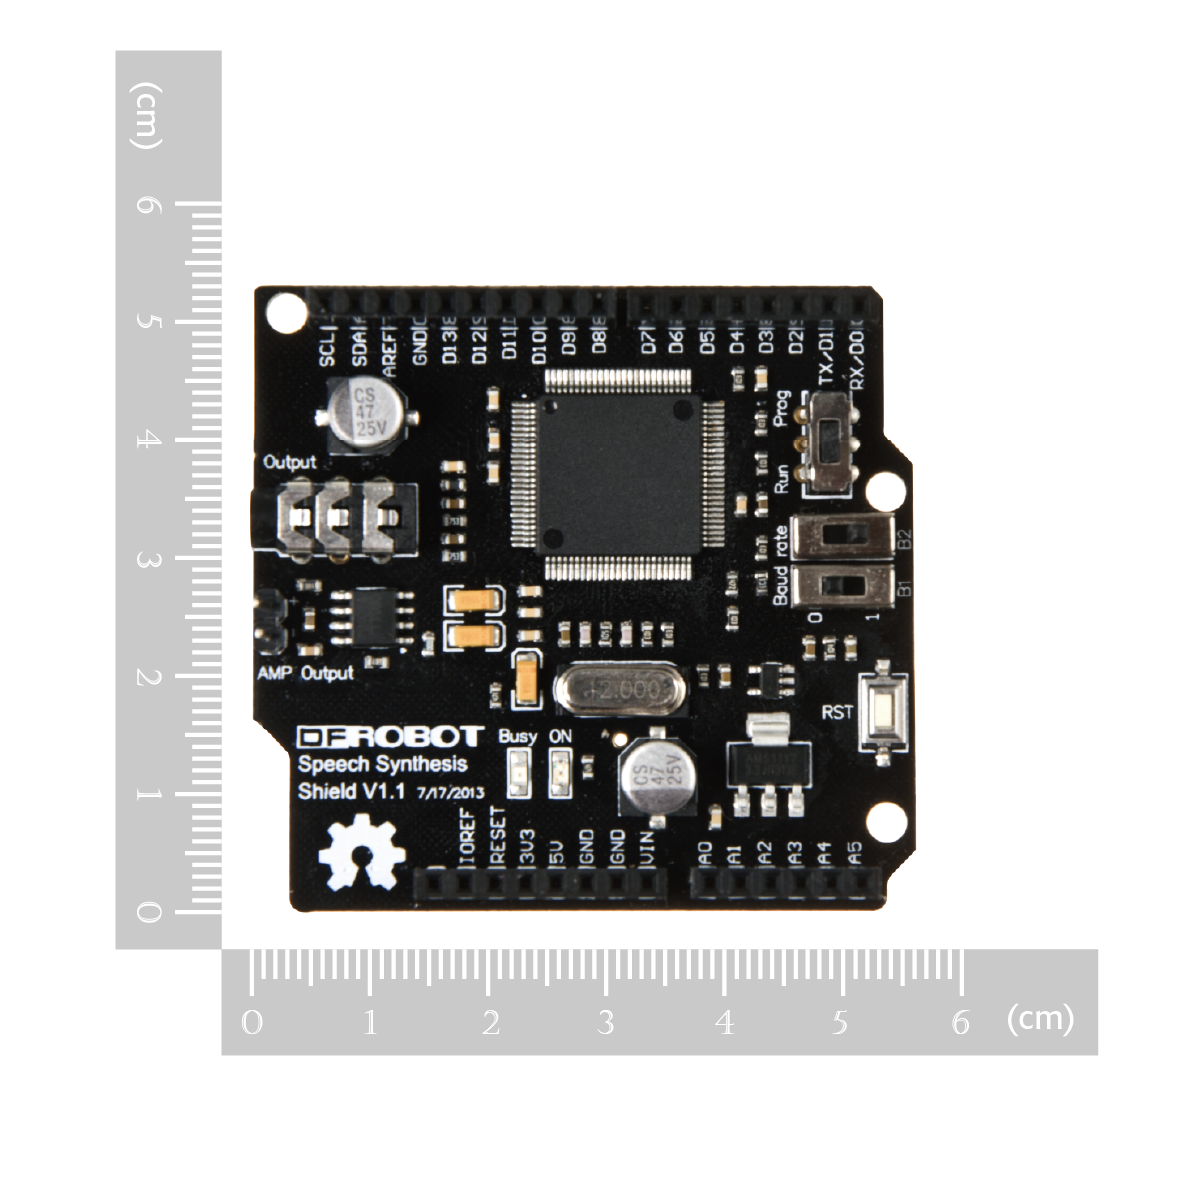 (cm)
6
5
4
3
2
1
0
SCL
SDA
AREF
GND
D13
D12
D11
D10
D9
D8
D7
D6
D5
D4
D3
D2
TX/D1
RX/D0
CS
47
25V
Output
Prog
Run
Baud rate
B2
B1
0
1
AMP Output
RST
DFROBOT
Busy ON
Speech Synthesis
Shield V1.1 7/17/2013
CS
47
25V
IOREF
RESET
3V3
5V
GND
GND
VIN
A0
A1
A2
A3
A4
A5
0 1 2 3 4 5 6 (cm)